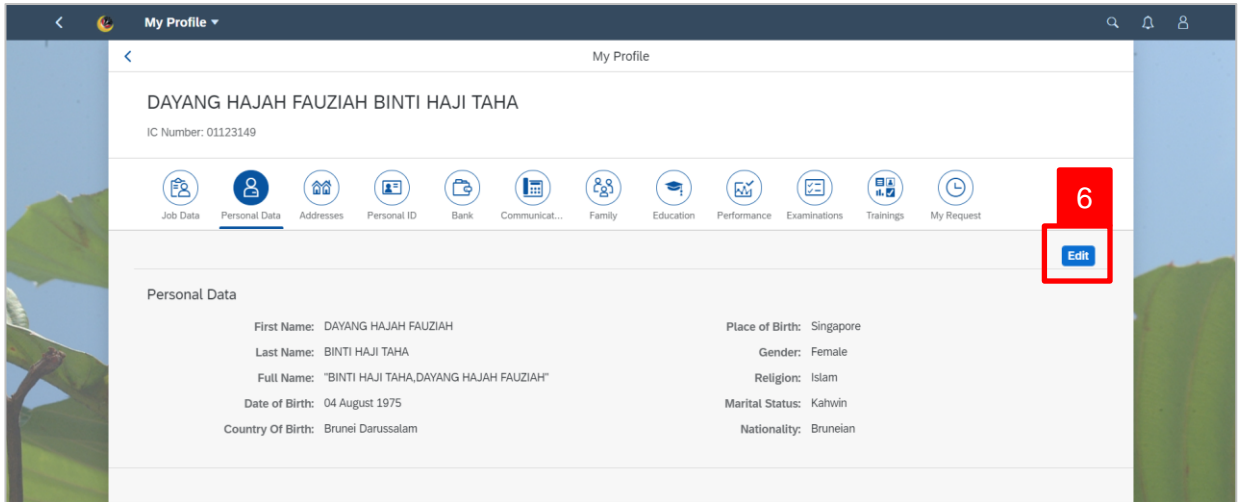 My Profile
My Profile
DAYANG HAJAH FAUZIAH BINTI HAJI TAHA
IC Number: 01123149
Job Data
Personal Data
Addresses
Personal ID
Bank
Communicat...
Family
Education
Performance
Examinations
Trainings
My Request
6
Edit
Personal Data
First Name: DAYANG HAJAH FAUZIAH
Last Name: BINTI HAJI TAHA
Full Name: "BINTI HAJI TAHA,DAYANG HAJAH FAUZIAH"
Date of Birth: 04 August 1975
Country Of Birth: Brunei Darussalam
Place of Birth: Singapore
Gender: Female
Religion: Islam
Marital Status: Kahwin
Nationality: Bruneian